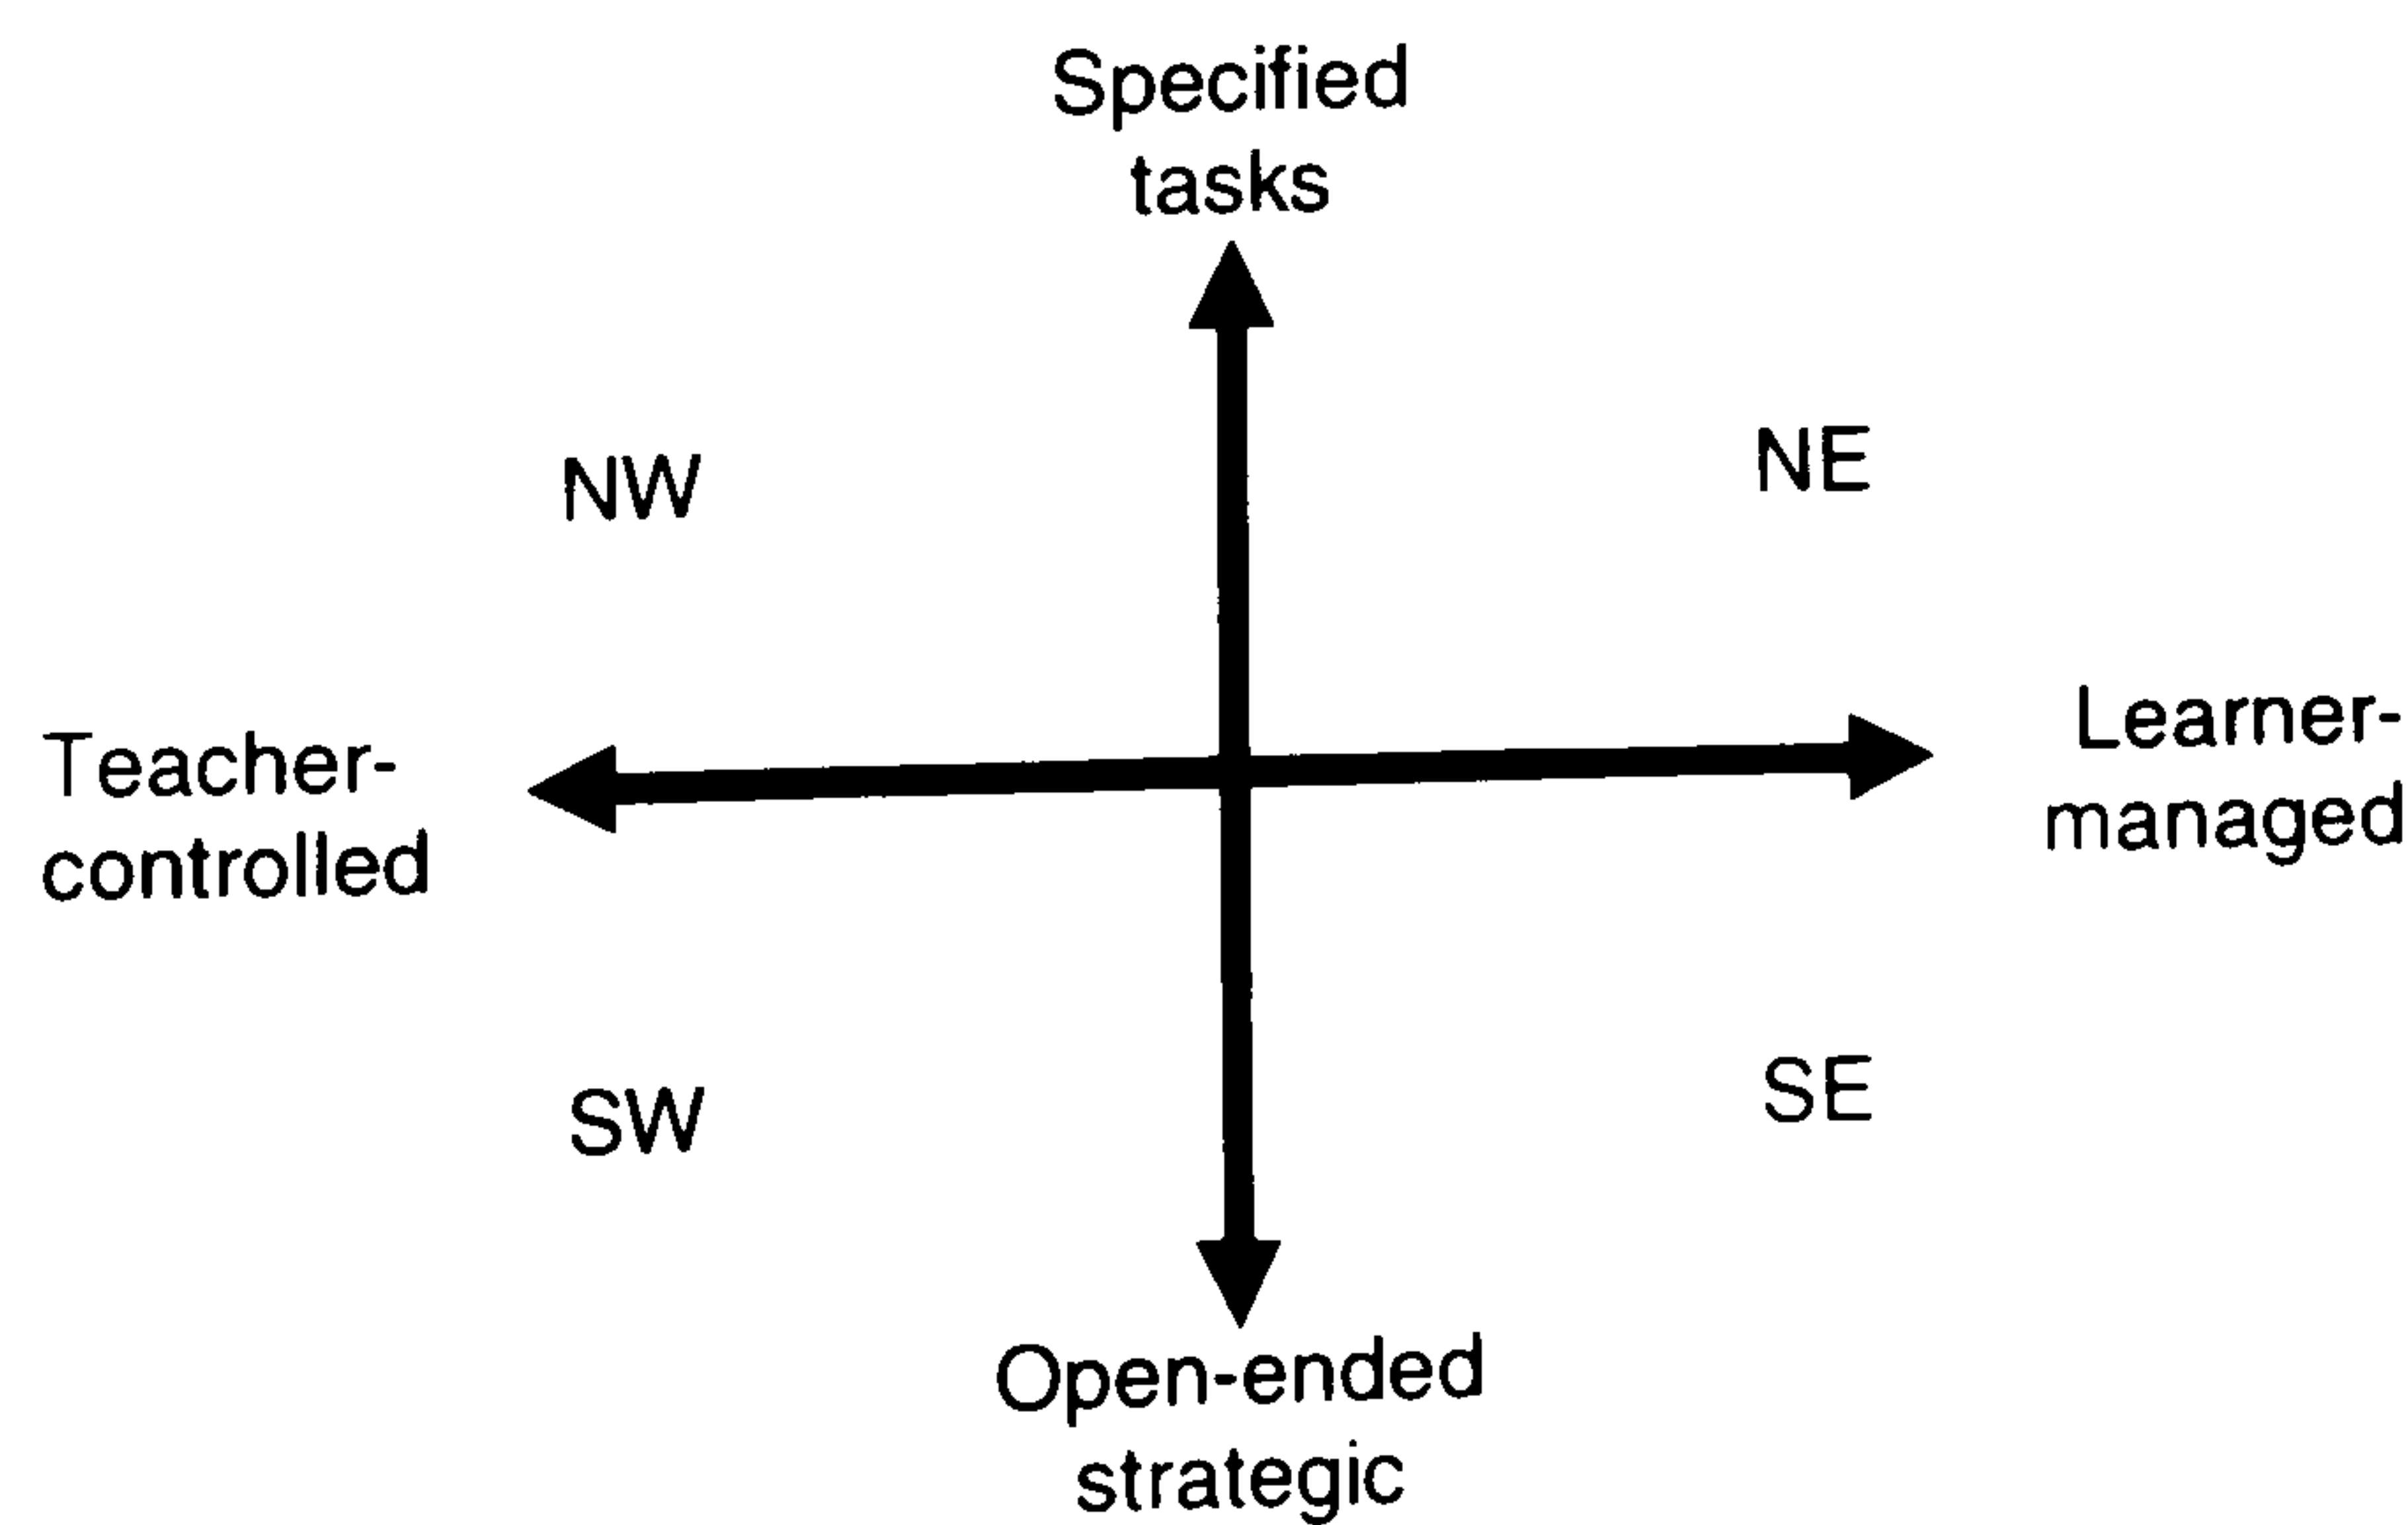 Specified
tasks
NW
NE
Teacher-
controlled
Learner-
managed
SW
SE
Open-ended
strategic